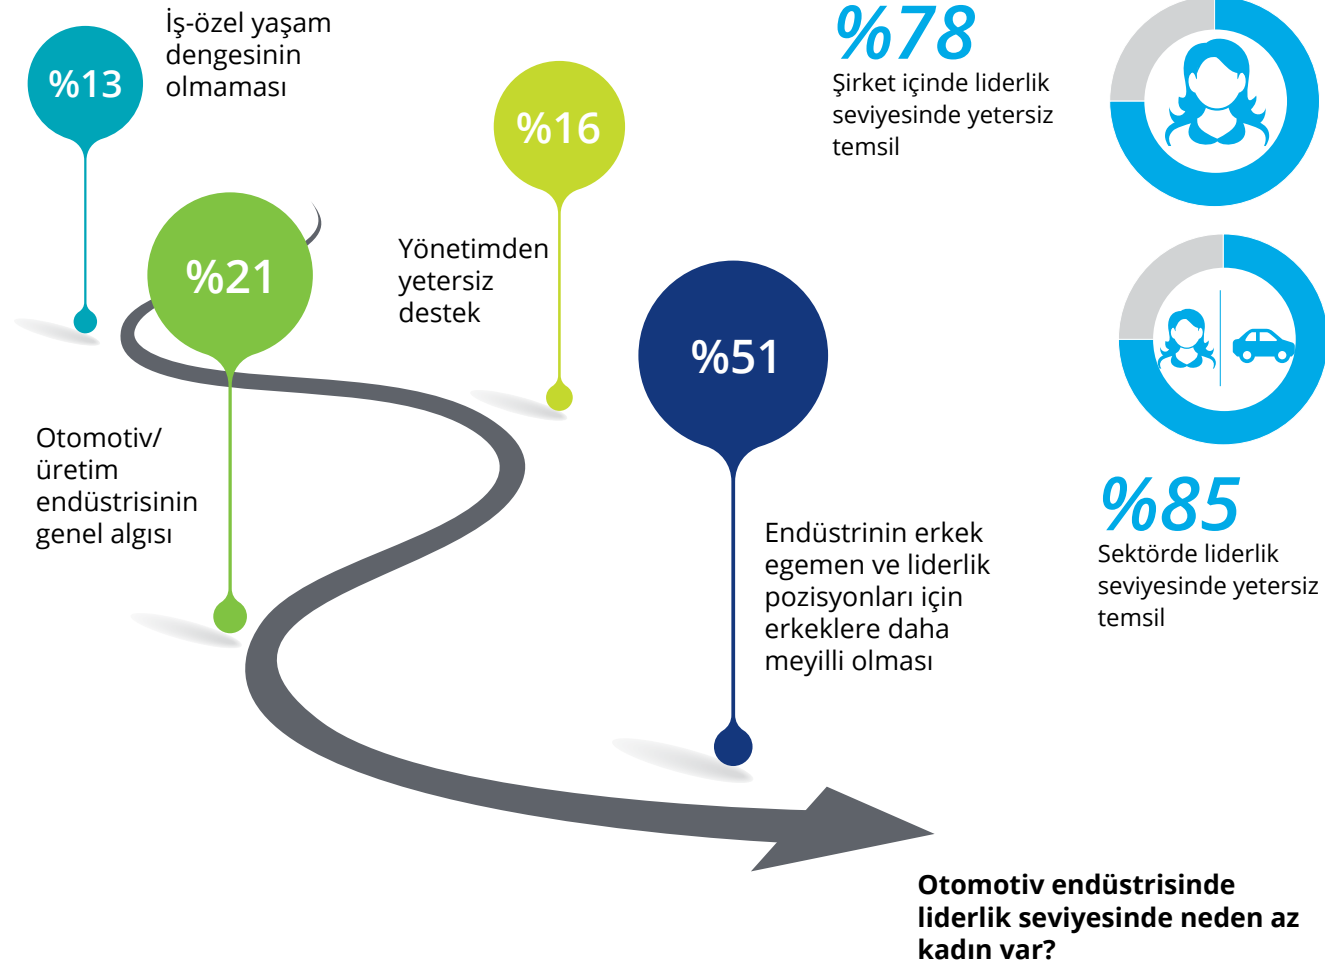 %13
İş-özel yaşam
dengesinin
olmaması
%16
Yönetimden
yetersiz
destek
%21
Otomotiv/
üretim
endüstrisinin
genel algısı
%51
Endüstrinin erkek
egemen ve liderlik
pozisyonları için
erkeklere daha
meyilli olması
%78
Şirket içinde liderlik
seviyesinde yetersiz
temsil
%85
Sektörde liderlik
seviyesinde yetersiz
temsil
Otomotiv endüstrisinde
liderlik seviyesinde neden az
kadın var?